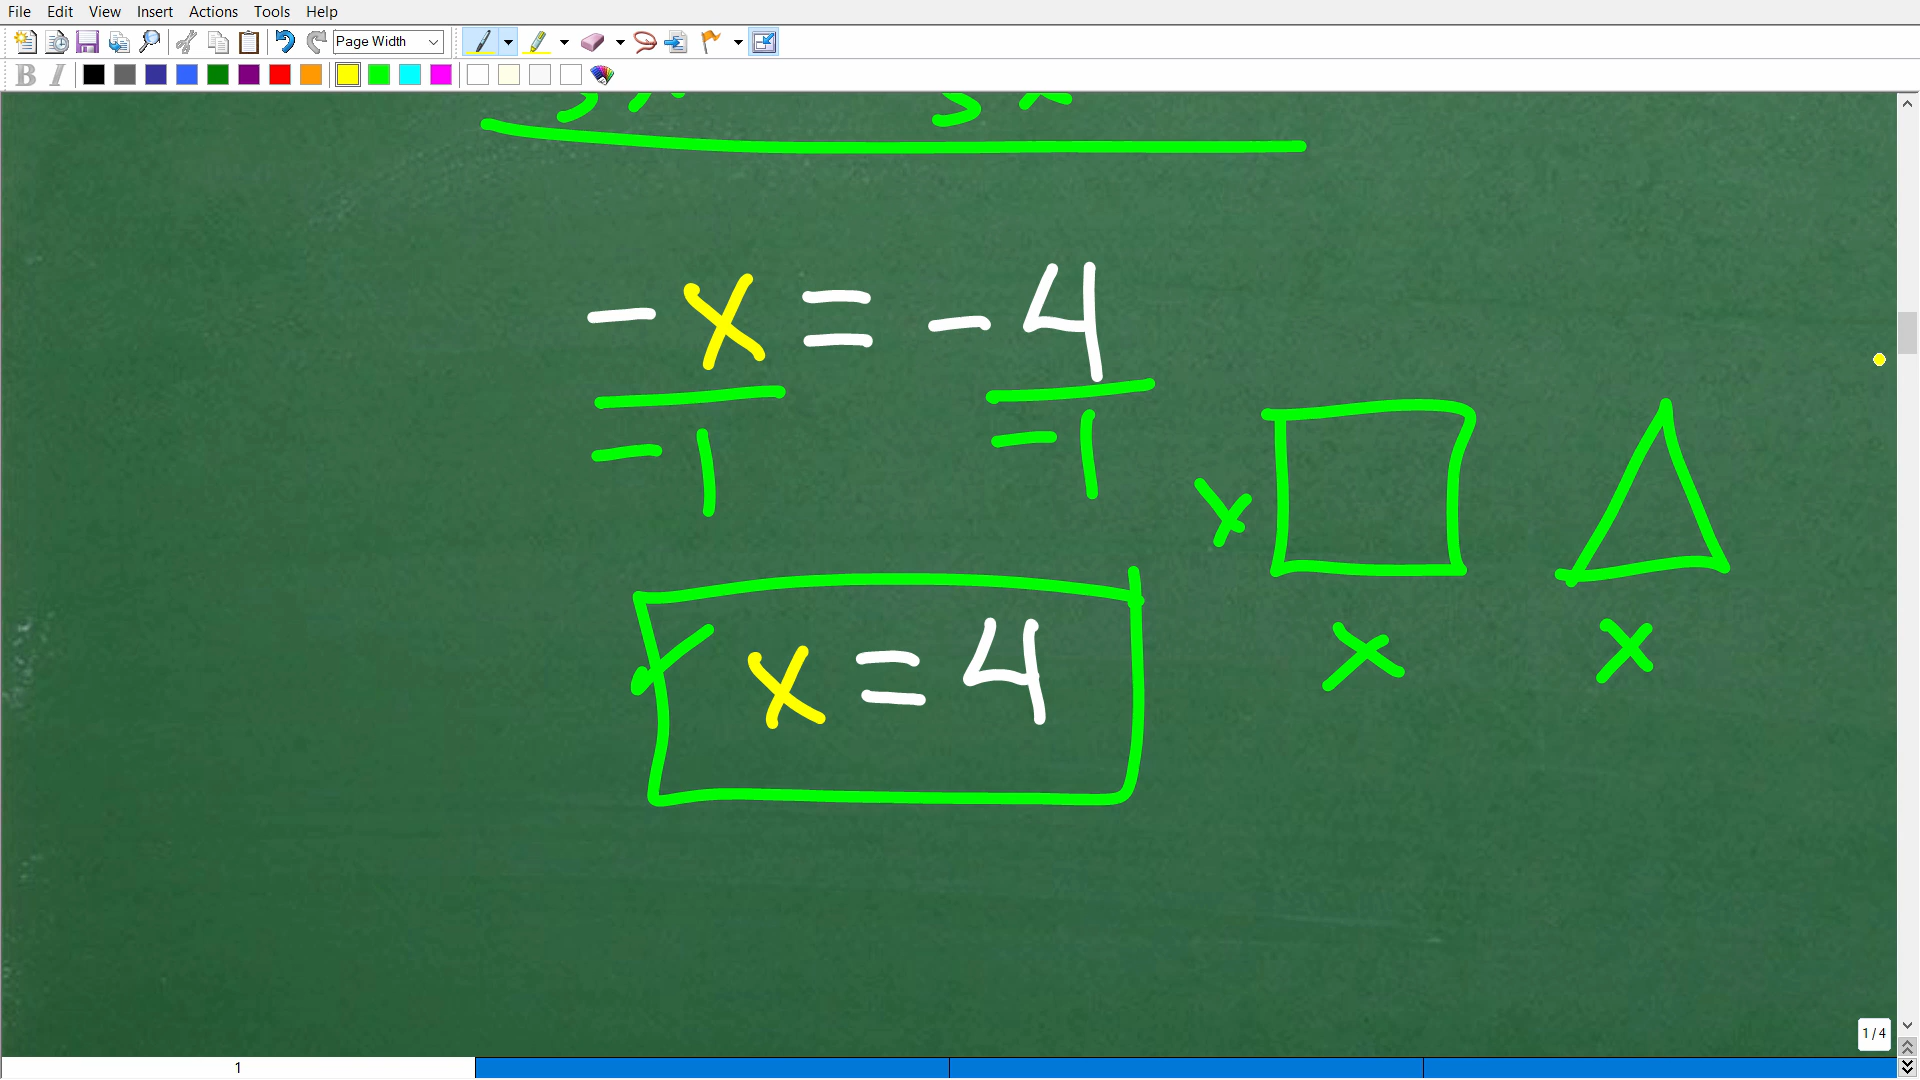 File Edit View Insert Actions Tools Help
Page Width
B I
-x = -4
-1 -1
x
x = 4
x x
1 / 4
1